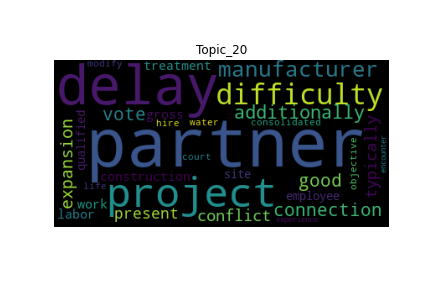 Topic_20
modify
treatment
delay
manufacturer
difficulty
vote
gross
additionally
qualified
hire
water
consolidated
partner
expansion
typically
court
objective
encounter
life
construction
site
project
good
employee
work
labor
present
conflict
connection
experience